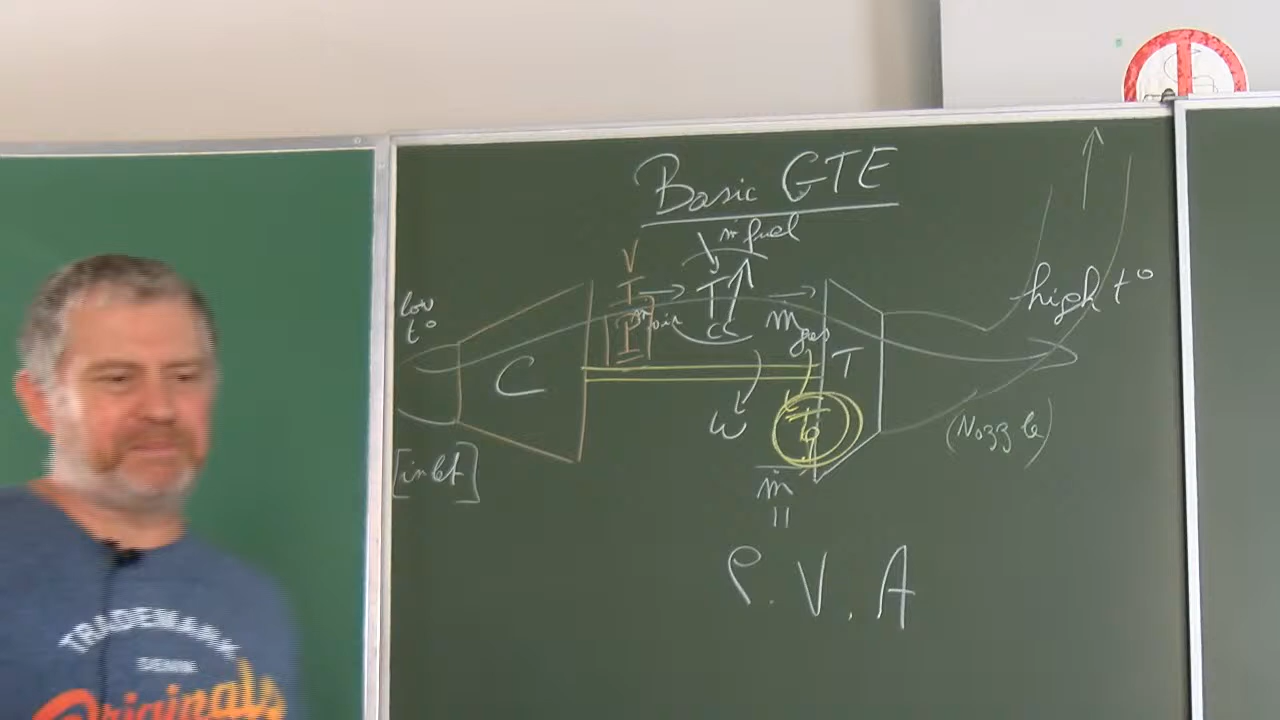 Basic GTE
ṁ fuel
V
low
t°
high t°
T
ṁ air
CC
ṁ gas
C
T
ω
[inlet]
(Nozzle)
ṁ
=
ρ . V . A
TRADEMARK
DENIM
Originals